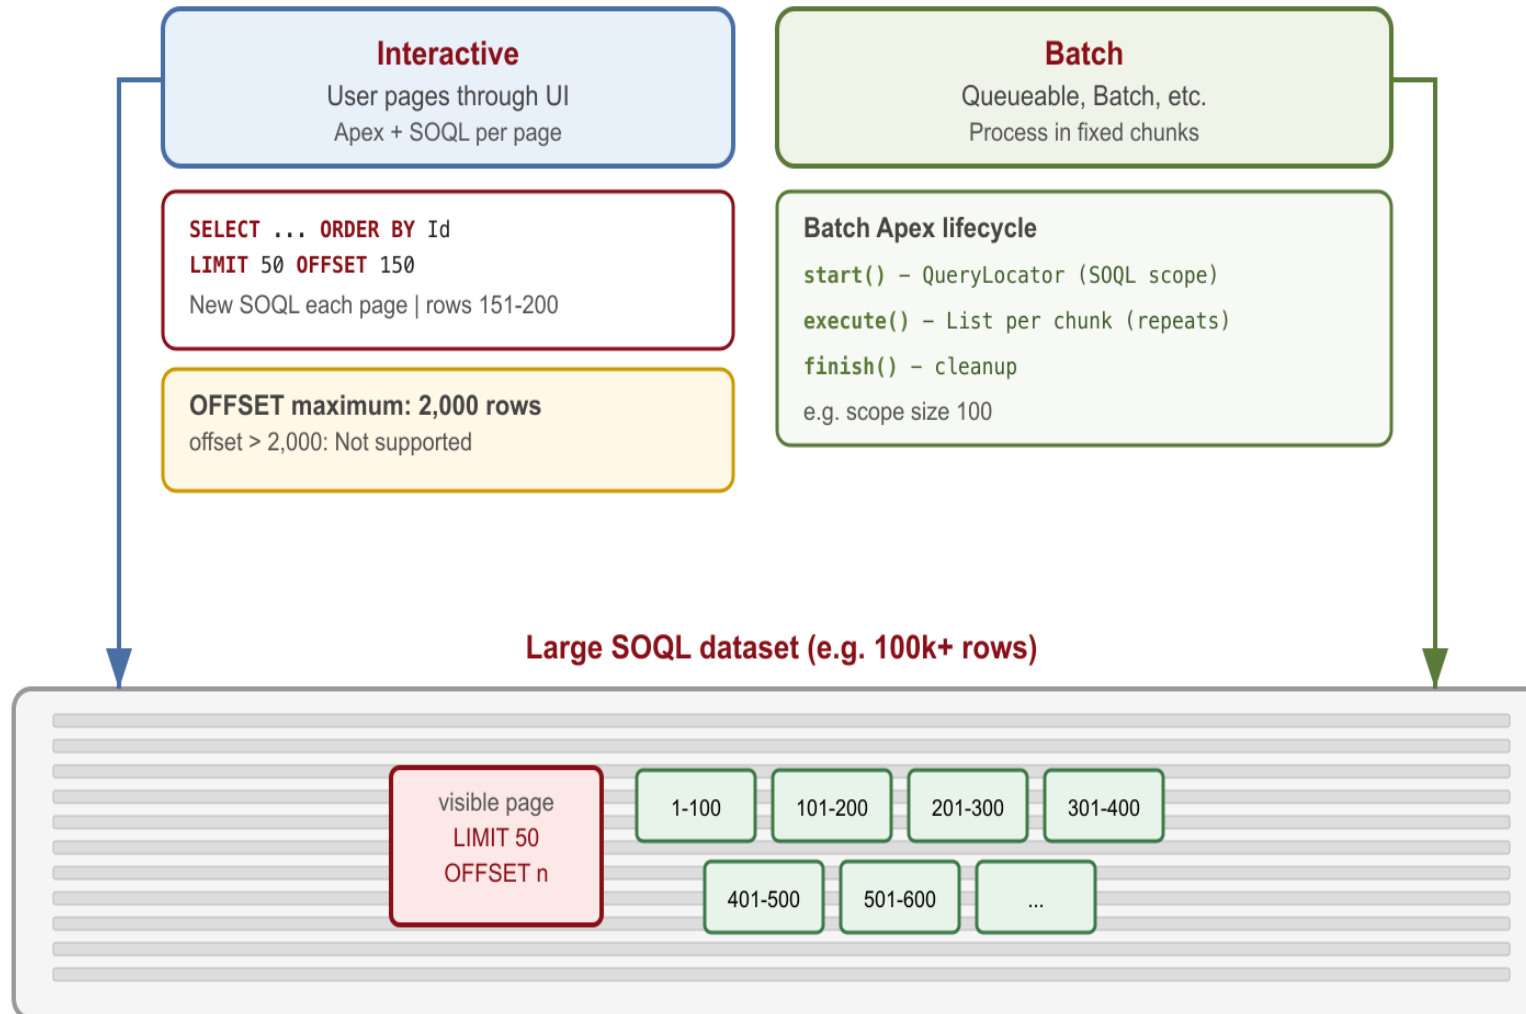 Interactive
User pages through UI
Apex + SOQL per page
SELECT ... ORDER BY Id
LIMIT 50 OFFSET 150
New SOQL each page | rows 151-200
OFFSET maximum: 2,000 rows
offset > 2,000: Not supported
Batch
Queueable, Batch, etc.
Process in fixed chunks
Batch Apex lifecycle
start() – QueryLocator (SOQL scope)
execute() – List per chunk (repeats)
finish() – cleanup
e.g. scope size 100
Large SOQL dataset (e.g. 100k+ rows)
visible page
LIMIT 50
OFFSET n
1-100
101-200
201-300
301-400
401-500
501-600
...